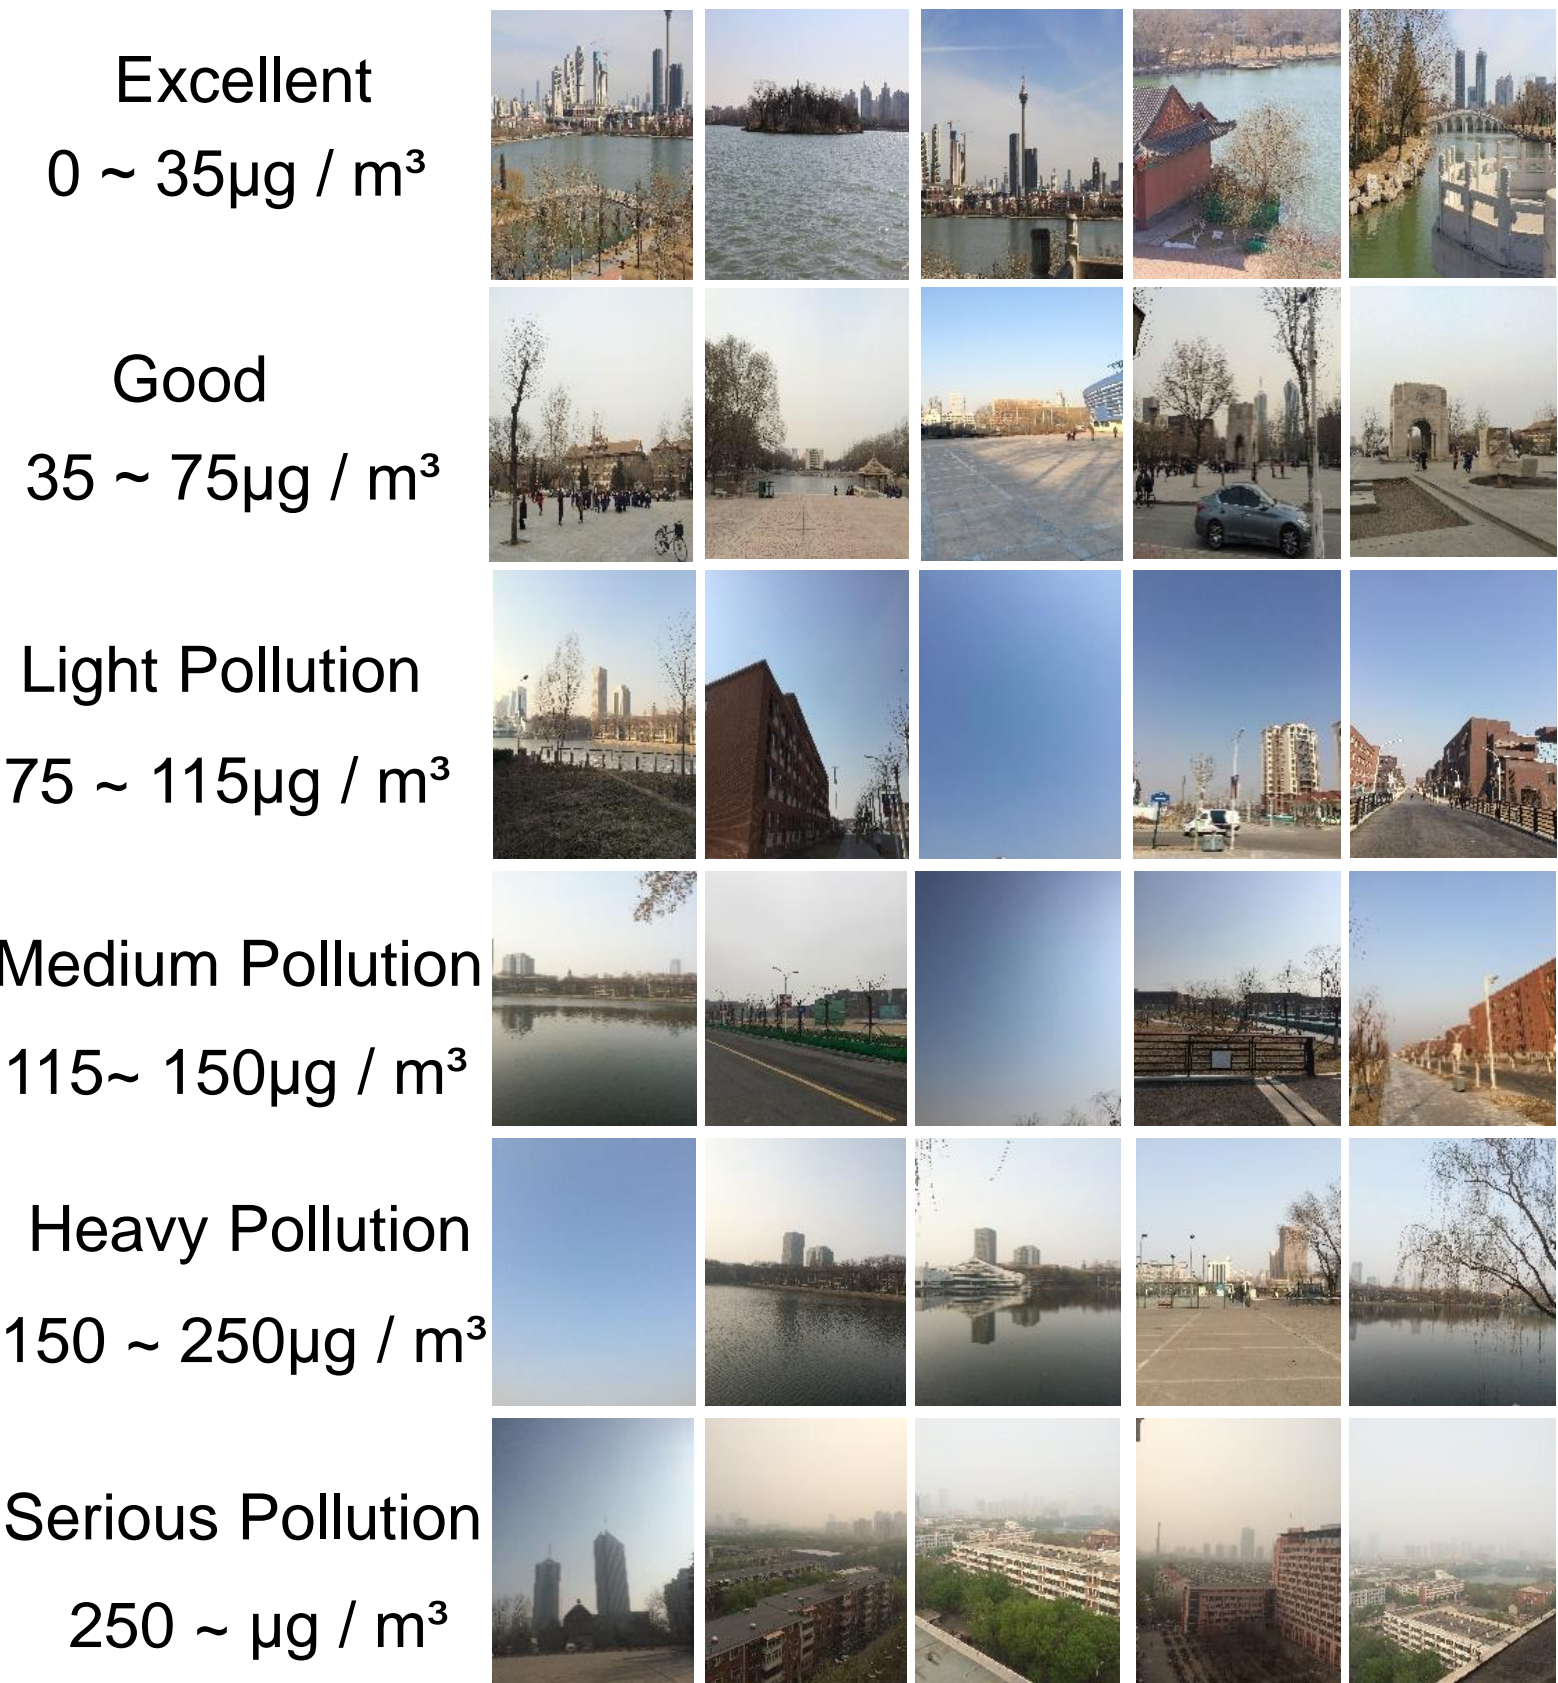 Excellent
0 ~ 35μg / m³
Good
35 ~ 75μg / m³
Light Pollution
75 ~ 115μg / m³
Medium Pollution
115~ 150μg / m³
Heavy Pollution
150 ~ 250μg / m³
Serious Pollution
250 ~ μg / m³